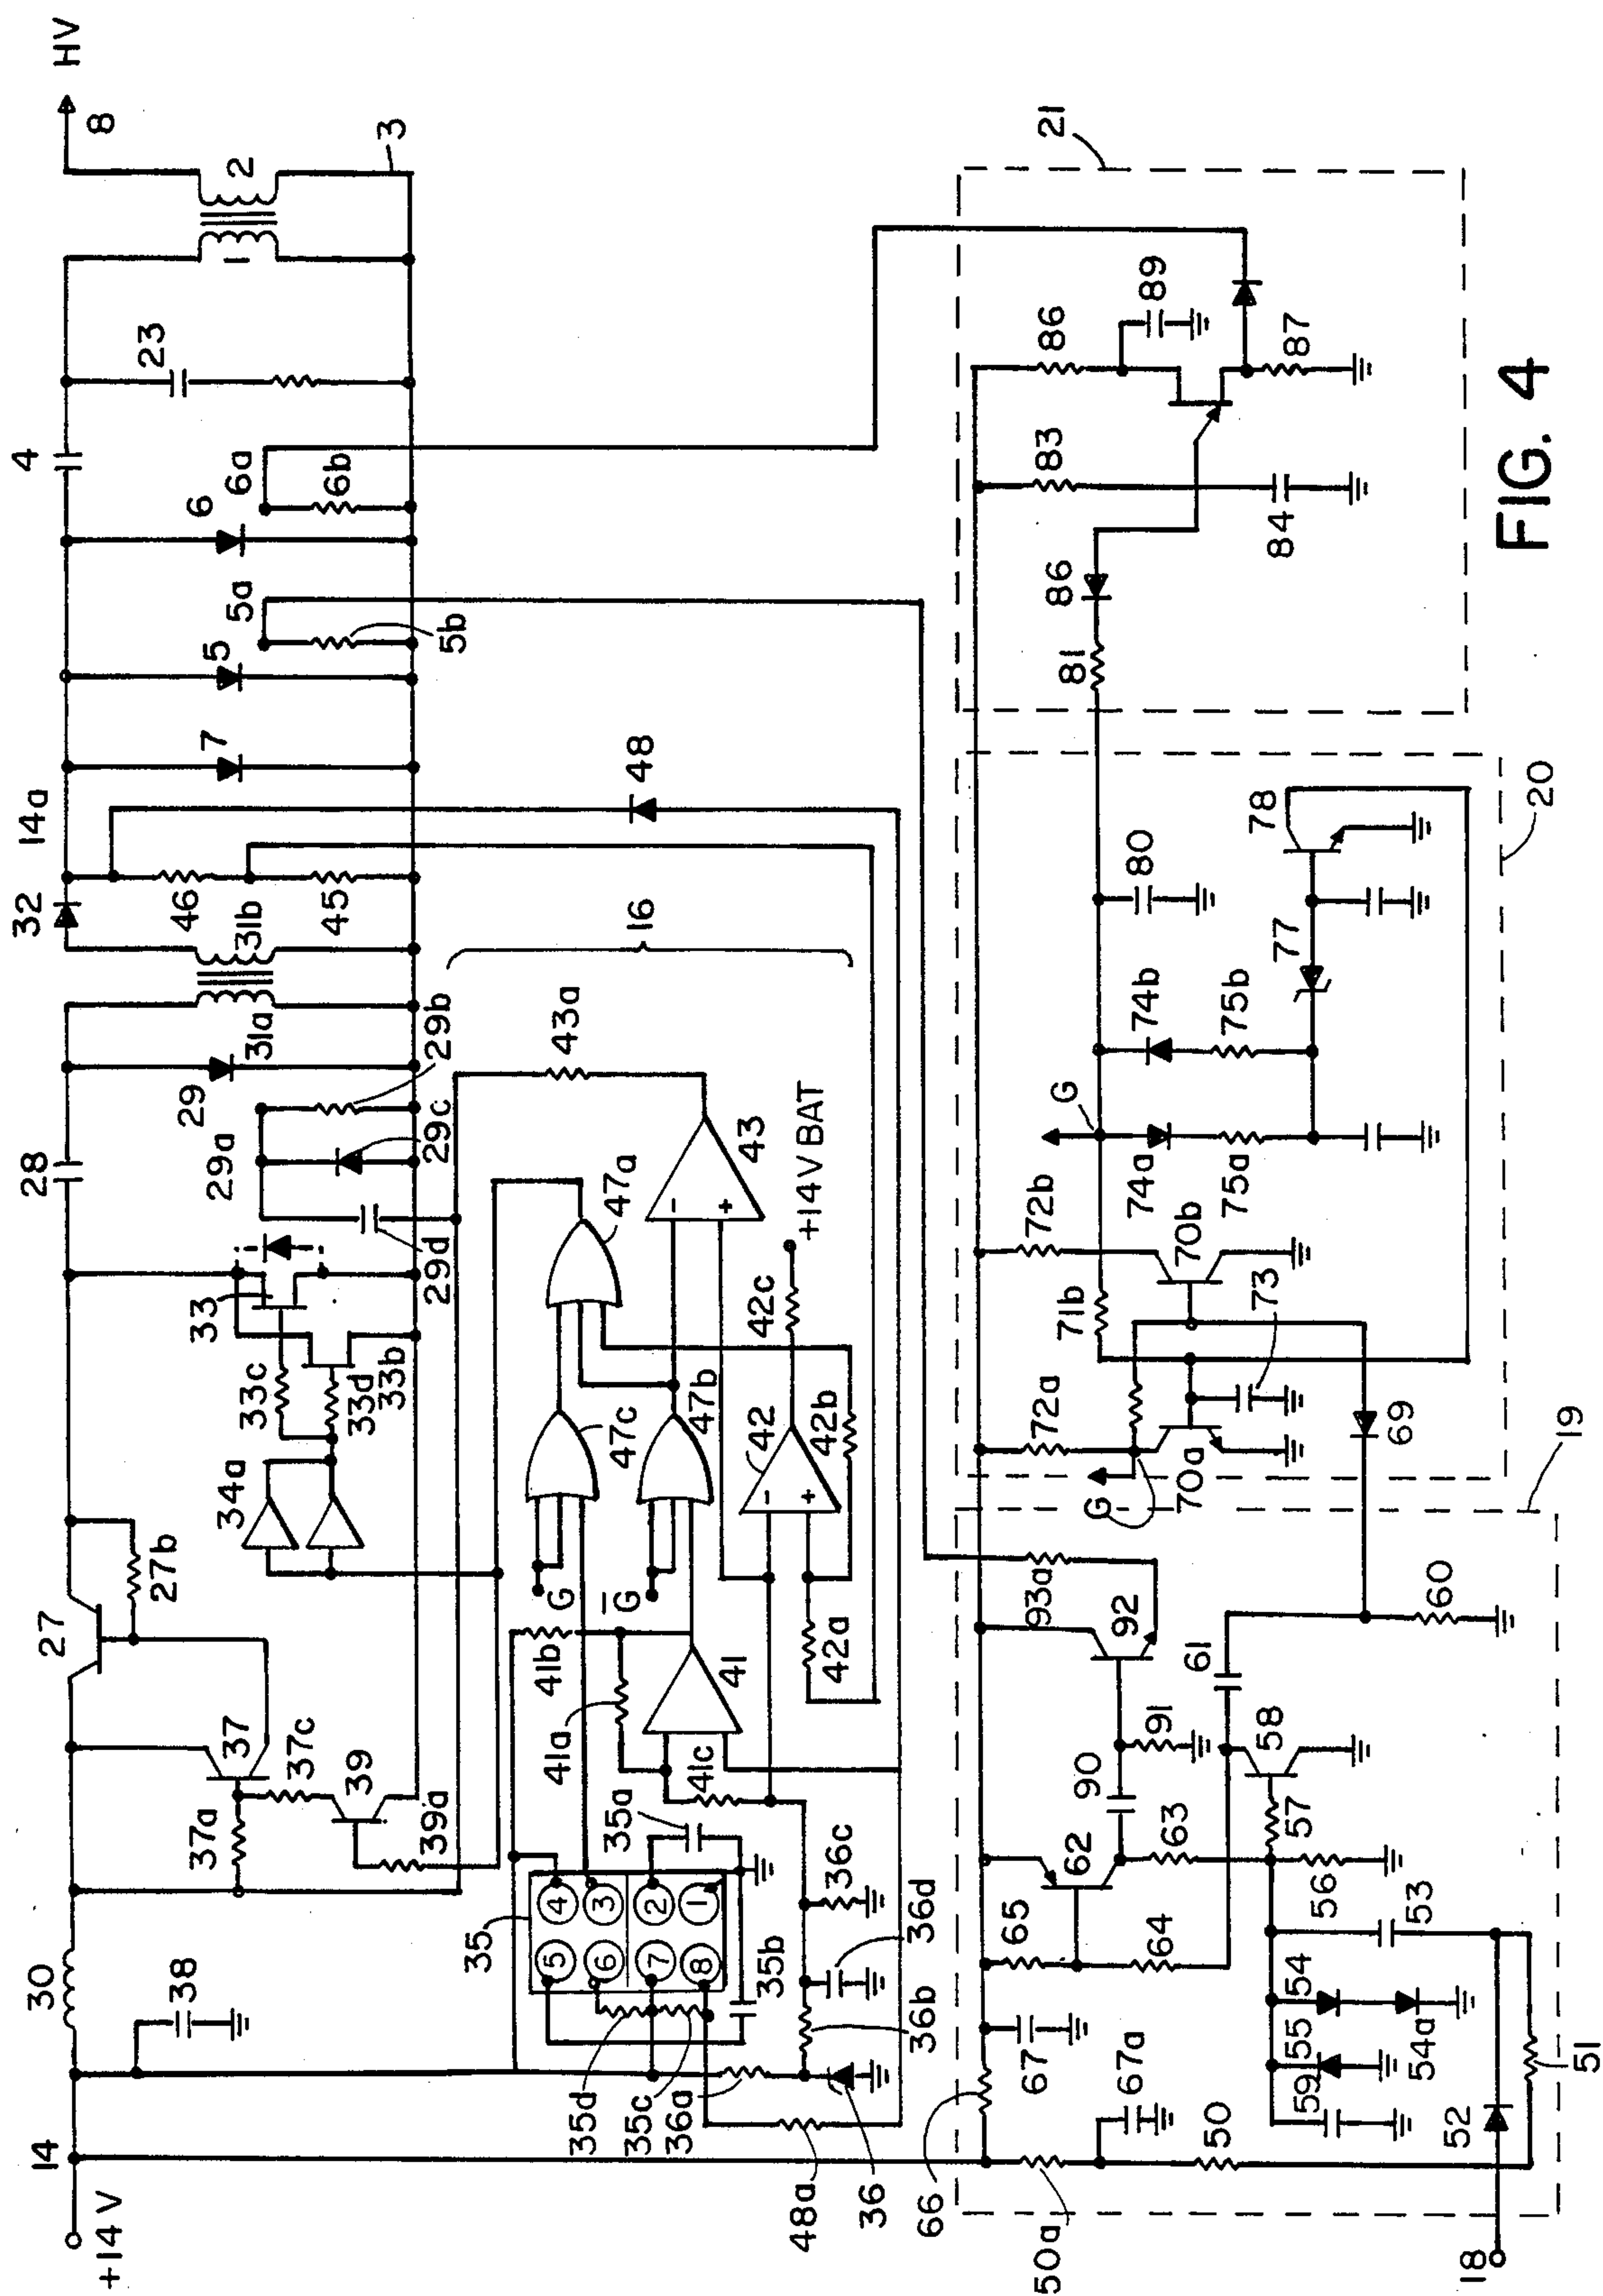 +14 V
14
30
38
27
27b
37
37a
37c
39
39a
34a
33
33c
33d
33b
28
29
29a
29b
29c
29d
31a
31b
32
14a
46
45
16
7
48
5
5a
5b
6
6a
6b
4
23
1
2
3
8
HV
35
5
4
6
3
7
2
8
1
35a
35b
35d
35c
36a
36b
36c
36d
36
48a
41
41a
41b
41c
G
G
47c
47b
47a
42
42a
42b
42c
+14V BAT
43
43a
-
+
-
+
66
50a
67
67a
50
51
52
18
53
54
54a
55
59
56
57
58
63
64
65
62
90
91
61
92
93a
60
19
69
G
70a
72a
71b
73
70b
72b
G
74a
75a
74b
75b
77
78
80
20
81
86
83
84
86
89
87
21
FIG. 4